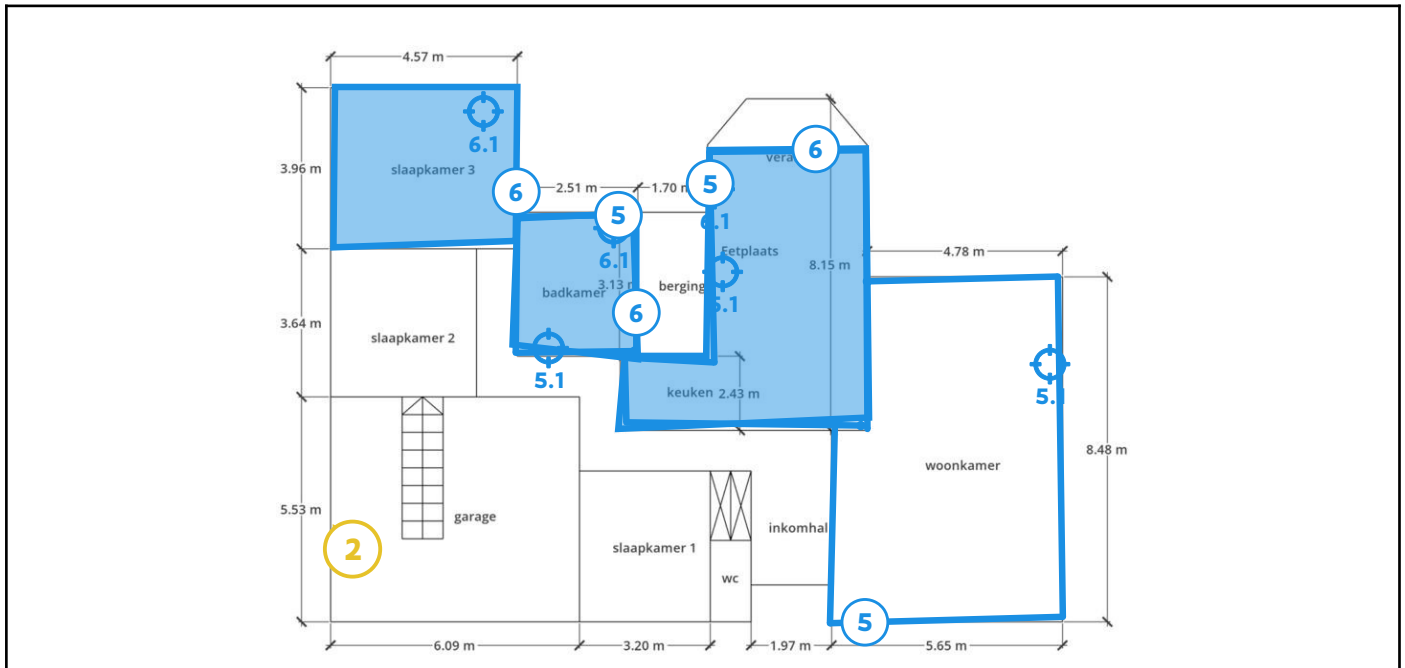 4.57 m
6.1
3.96 m
slaapkamer 3
6
vera
6
2.51 m
1.70 m
5
5
6.1
6.1
Eetplaats
8.15 m
4.78 m
3.13 m
badkamer
berging
5.1
6
3.64 m
slaapkamer 2
5.1
5.1
keuken
2.43 m
woonkamer
8.48 m
5.53 m
garage
2
slaapkamer 1
inkomhal
wc
5
6.09 m
3.20 m
1.97 m
5.65 m